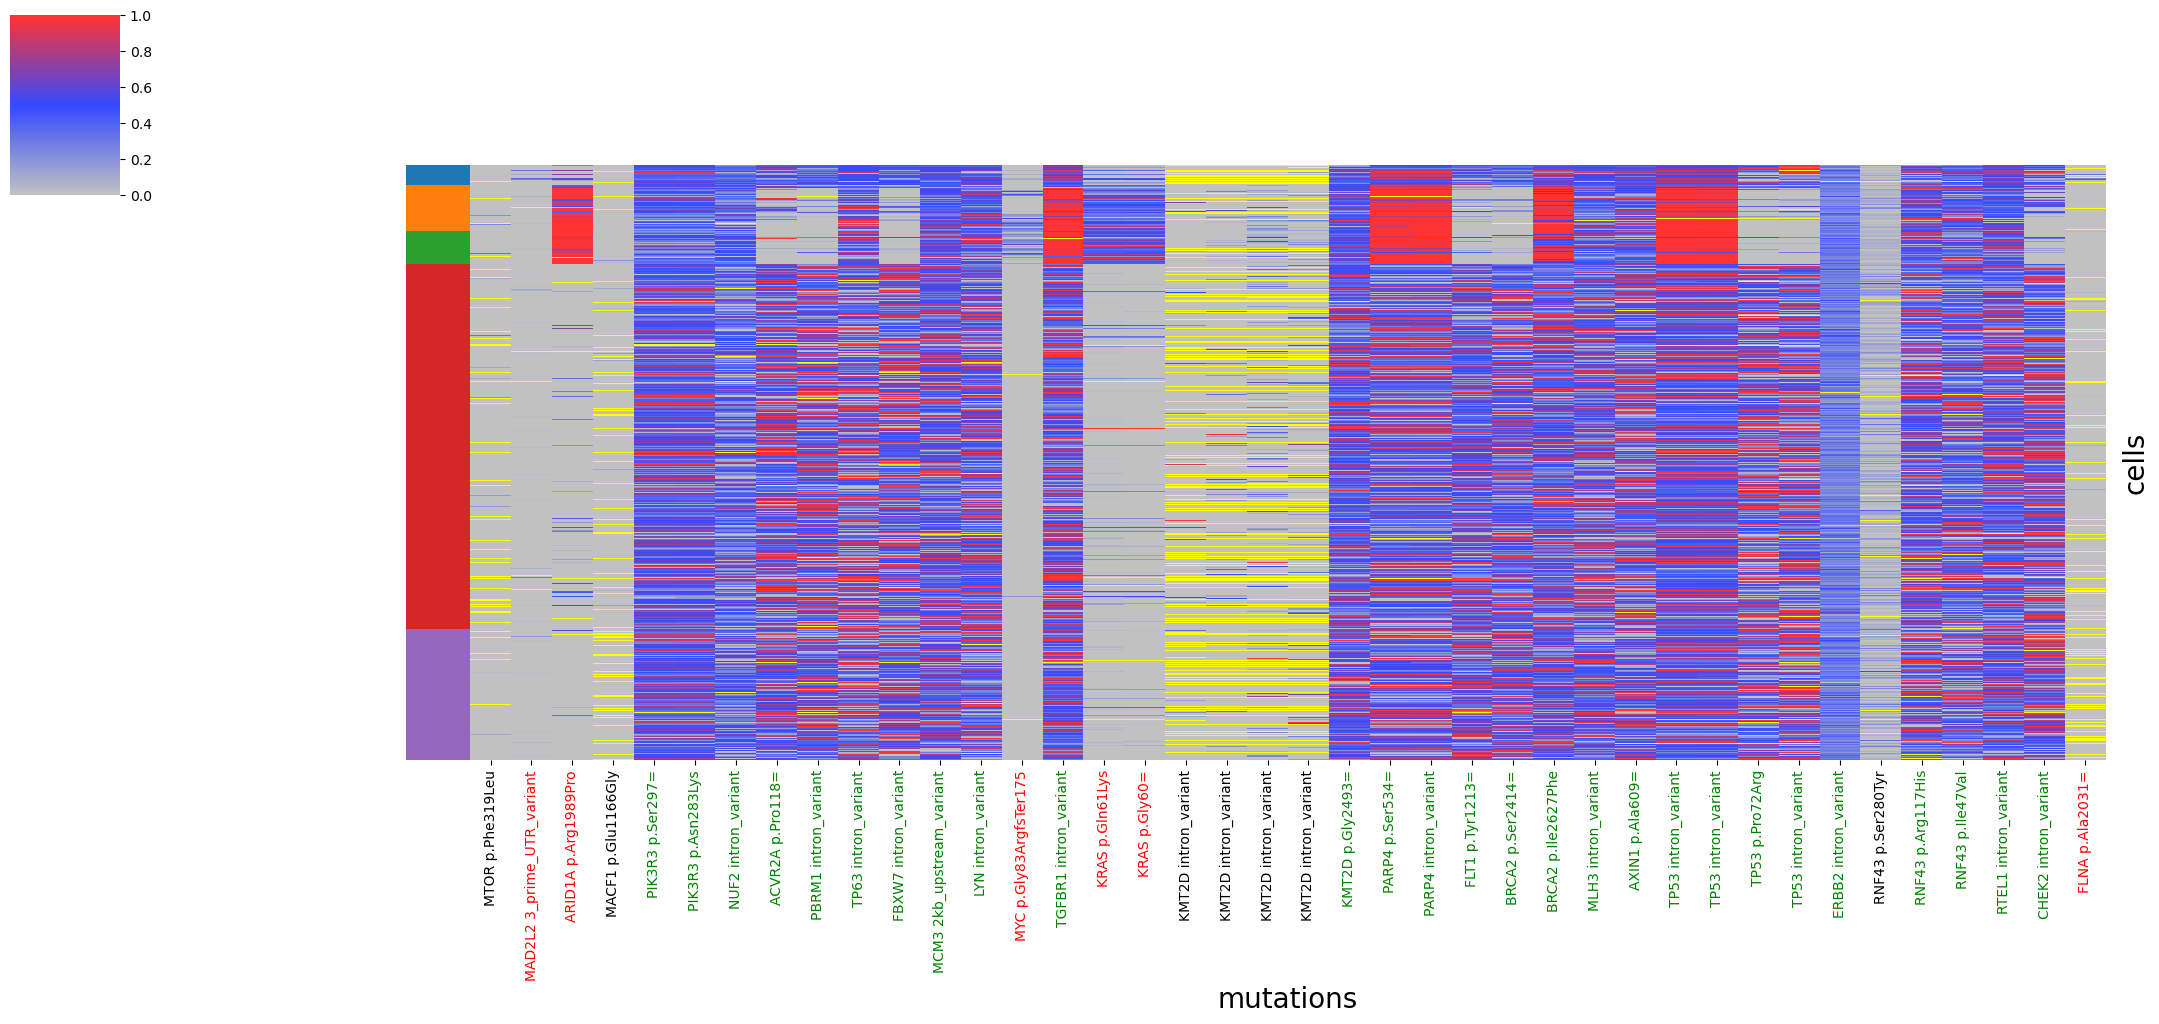 1.0
0.8
0.6
0.4
0.2
0.0
cells
MTOR p.Phe319Leu
MAD2L2 3_prime_UTR_variant
ARID1A p.Arg1989Pro
MACF1 p.Glu1166Gly
PIK3R3 p.Ser297=
PIK3R3 p.Asn283Lys
NUF2 intron_variant
ACVR2A p.Pro118=
PBRM1 intron_variant
TP63 intron_variant
FBXW7 intron_variant
MCM3 2kb_upstream_variant
LYN intron_variant
MYC p.Gly83ArgfsTer175
TGFBR1 intron_variant
KRAS p.Gln61Lys
KRAS p.Gly60=
KMT2D intron_variant
KMT2D intron_variant
KMT2D intron_variant
KMT2D intron_variant
KMT2D p.Gly2493=
PARP4 p.Ser534=
PARP4 intron_variant
FLT1 p.Tyr1213=
BRCA2 p.Ser2414=
BRCA2 p.Ile2627Phe
MLH3 intron_variant
AXIN1 p.Ala609=
TP53 intron_variant
TP53 intron_variant
TP53 p.Pro72Arg
TP53 intron_variant
ERBB2 intron_variant
RNF43 p.Ser280Tyr
RNF43 p.Arg117His
RNF43 p.Ile47Val
RTEL1 intron_variant
CHEK2 intron_variant
FLNA p.Ala2031=
mutations